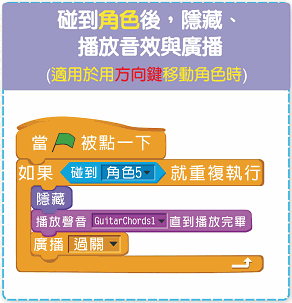 碰到角色後，隱藏、
播放音效與廣播
(適用於用方向鍵移動角色時)
當 被點一下
如果 碰到 角色5 就重複執行
隱藏
播放聲音 GuitarChords1 直到播放完畢
廣播 過關